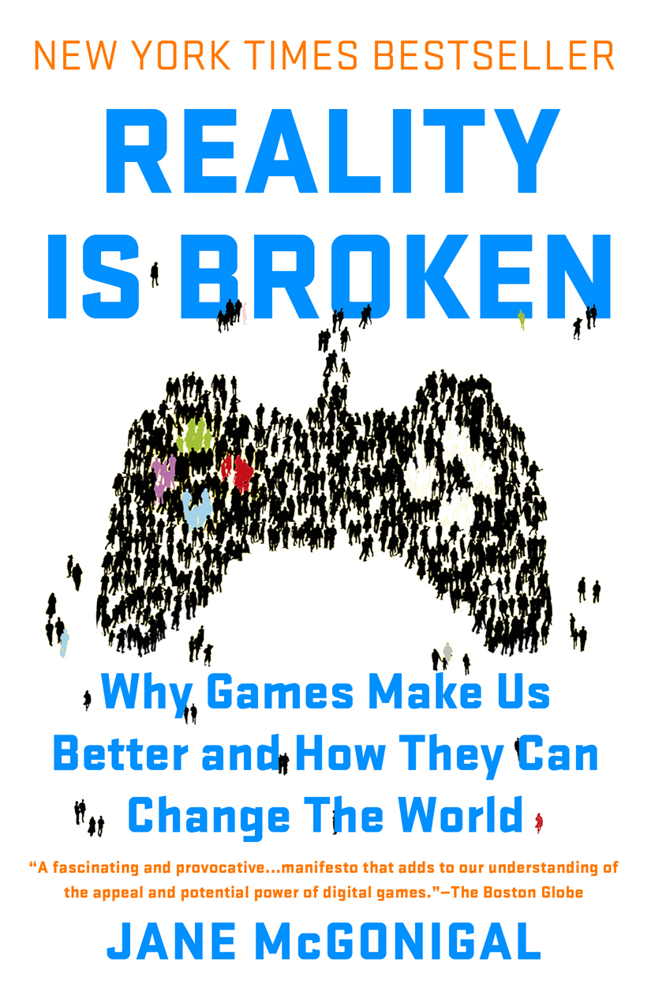 NEW YORK TIMES BESTSELLER
REALITY
IS BROKEN
Why Games Make Us
Better and How They Can
Change The World
“A fascinating and provocative...manifesto that adds to our understanding of
the appeal and potential power of digital games.”–The Boston Globe
JANE McGONIGAL